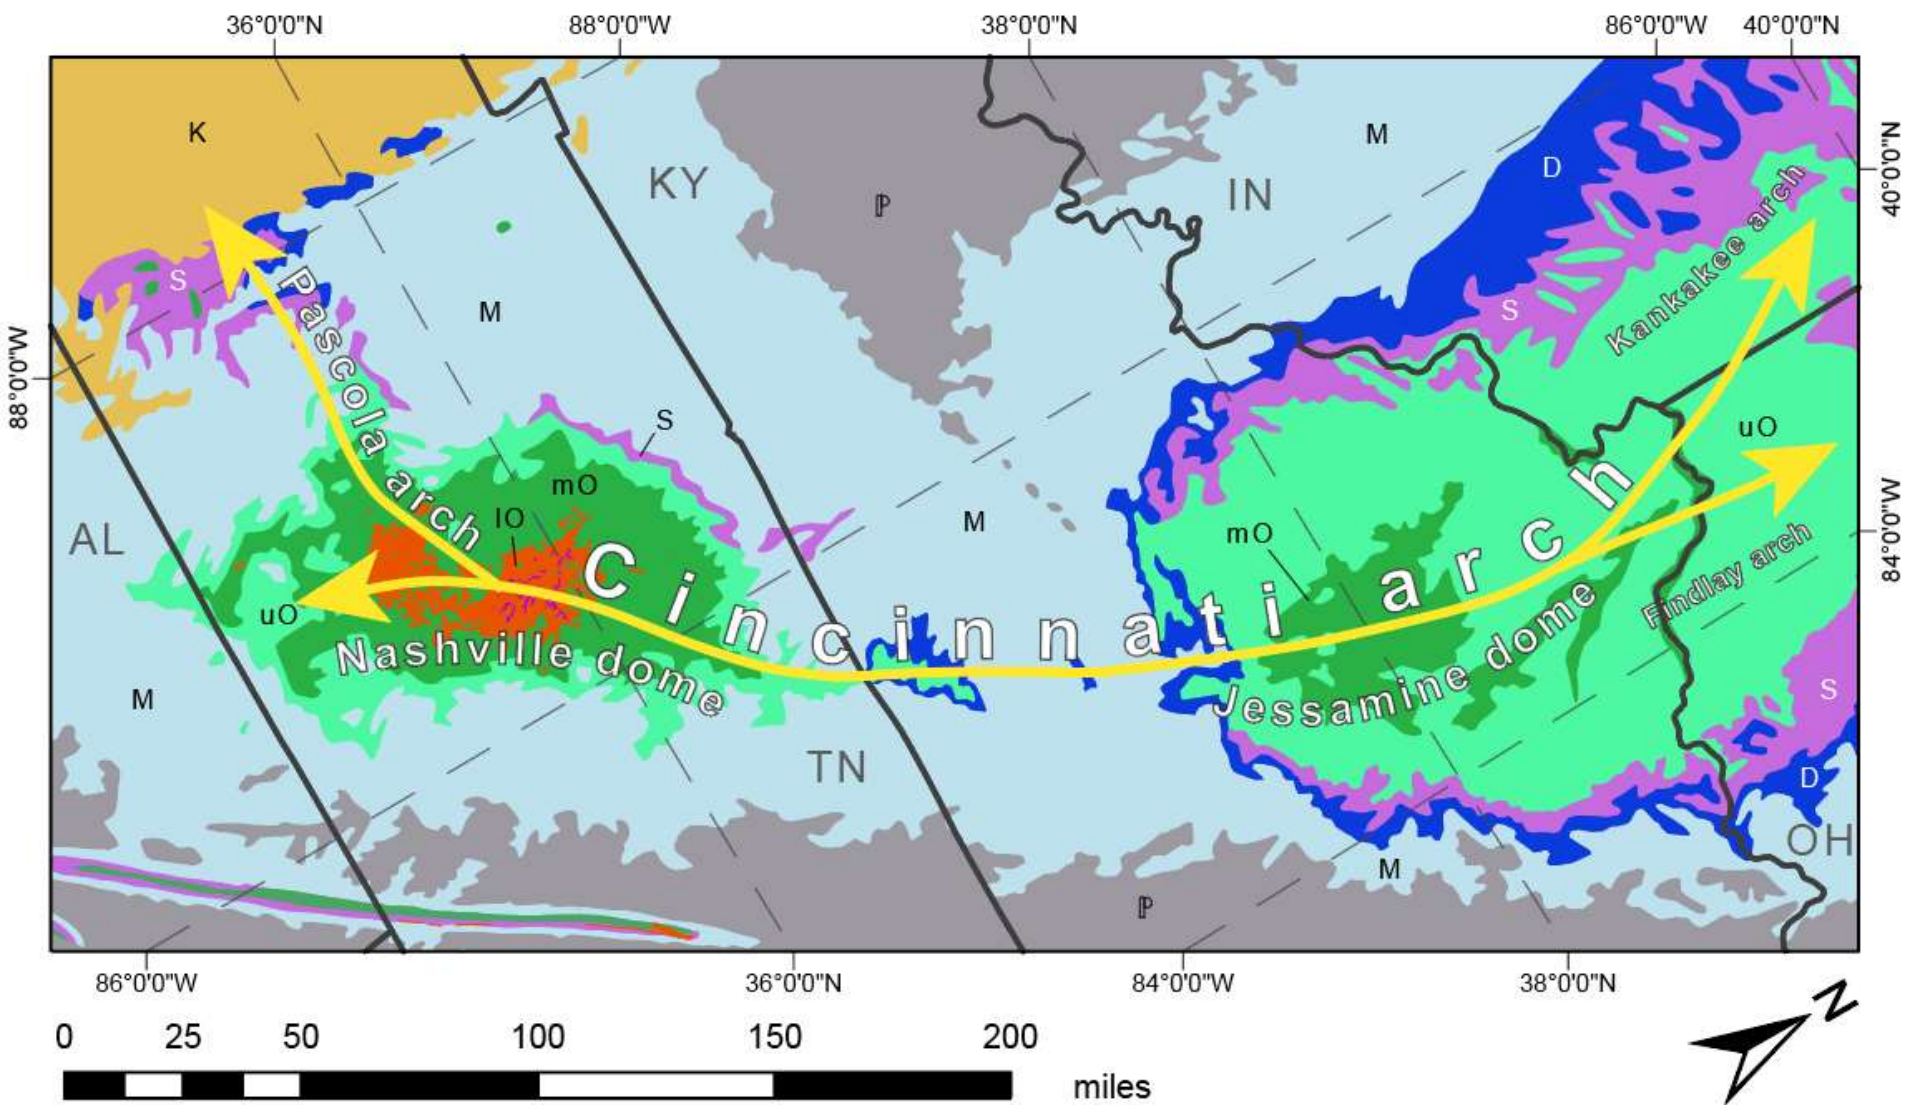 36°0'0"N 88°0'0"W 38°0'0"N 86°0'0"W 40°0'0"N
K
M
40°0'0"N
D
KY
IN
ℙ
Kankakee arch
S
Pascola arch
M
S
88°0'0"W
S
uO
mO
lO
M
mO
AL
84°0'0"W
Cincinnati arch
uO
Findlay arch
Nashville dome
Jessamine dome
M
S
TN
D
OH
M
ℙ
86°0'0"W 36°0'0"N 84°0'0"W 38°0'0"N
N
0 25 50 100 150 200
miles